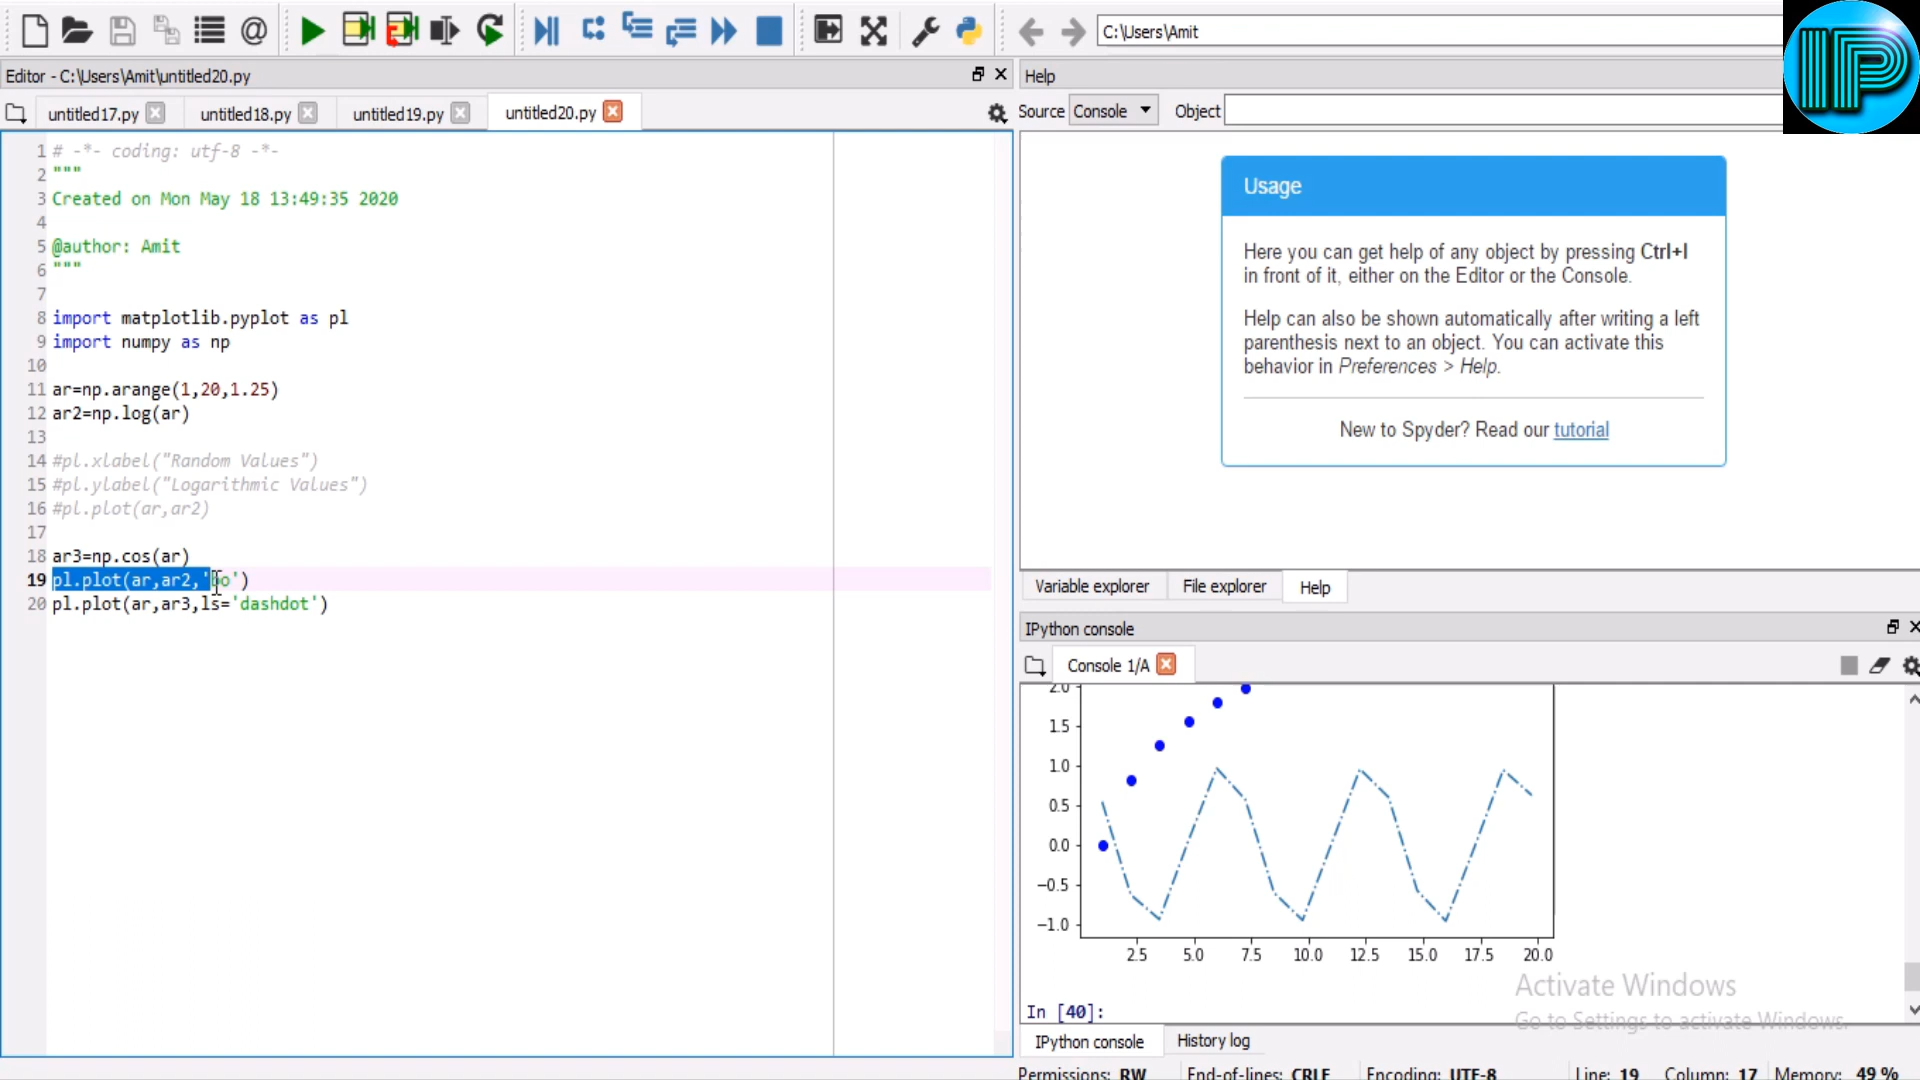 C:\Users\Amit
IP
Editor - C:\Users\Amit\untitled20.py
Help
untitled17.py
untitled18.py
untitled19.py
untitled20.py
Source Console Object
1 # -*- coding: utf-8 -*-
2 """
3 Created on Mon May 18 13:49:35 2020
4
5 @author: Amit
6 """
7
8 import matplotlib.pyplot as pl
9 import numpy as np
10
11 ar=np.arange(1,20,1.25)
12 ar2=np.log(ar)
13
14 #pl.xlabel("Random Values")
15 #pl.ylabel("Logarithmic Values")
16 #pl.plot(ar,ar2)
17
18 ar3=np.cos(ar)
19 pl.plot(ar,ar2,'bo')
20 pl.plot(ar,ar3,ls='dashdot')
Usage
Here you can get help of any object by pressing Ctrl+I
in front of it, either on the Editor or the Console.
Help can also be shown automatically after writing a left
parenthesis next to an object. You can activate this
behavior in Preferences > Help.
New to Spyder? Read our tutorial
Variable explorer File explorer Help
IPython console
Console 1/A
2.0
1.5
1.0
0.5
0.0
−0.5
−1.0
2.5 5.0 7.5 10.0 12.5 15.0 17.5 20.0
In [40]:
Activate Windows
Go to Settings to activate Windows.
IPython console History log
Permissions: RW End-of-lines: CRLF Encoding: UTF-8 Line: 19 Column: 17 Memory: 49 %